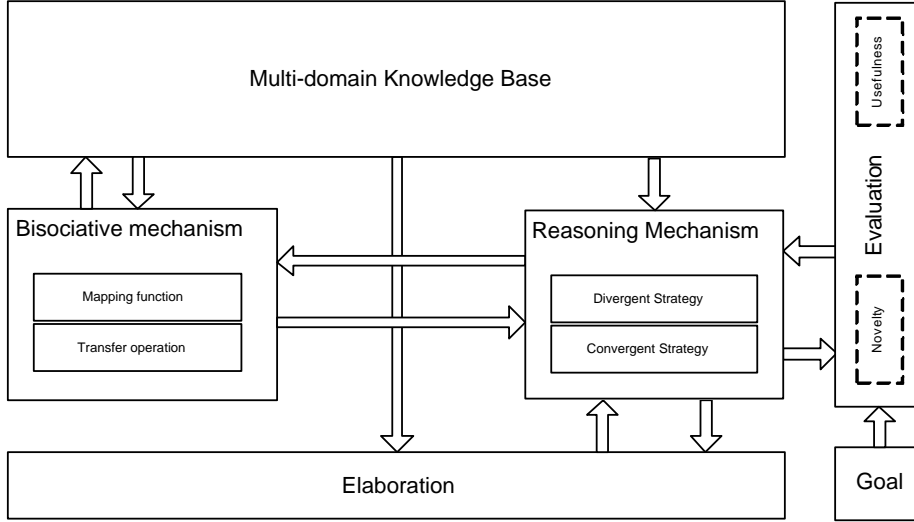 Multi-domain Knowledge Base
Bisociative mechanism
Mapping function
Transfer operation
Reasoning Mechanism
Divergent Strategy
Convergent Strategy
Usefulness
Evaluation
Novelty
Elaboration
Goal